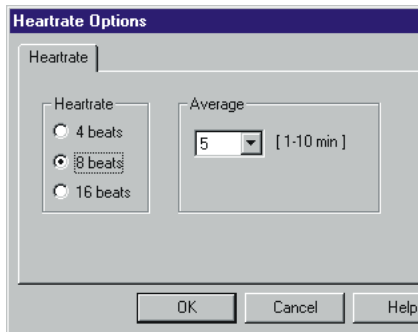 Heartrate Options
Heartrate
Heartrate
4 beats
8 beats
16 beats
Average
5
[ 1-10 min ]
OK
Cancel
Help